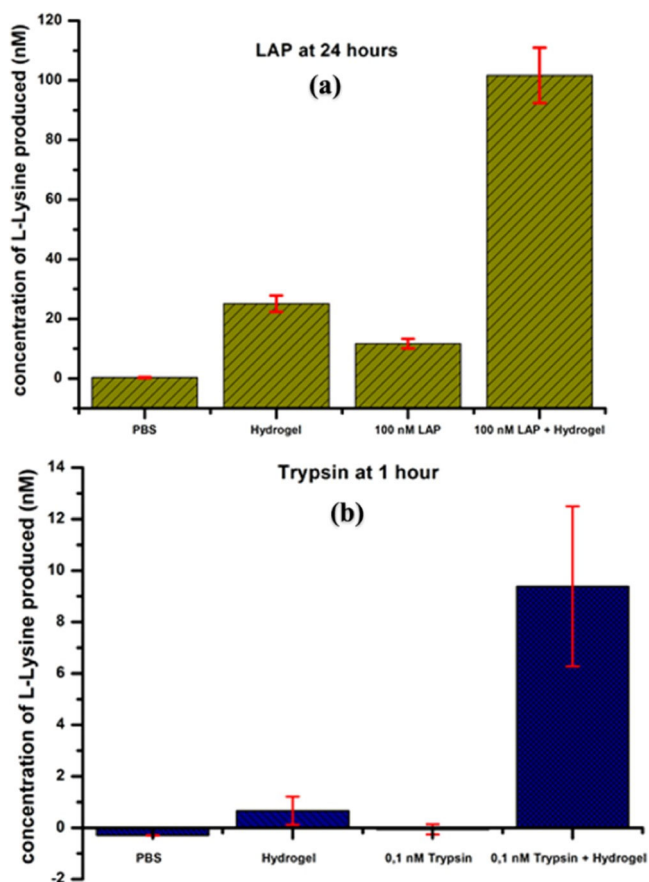 LAP at 24 hours
(a)
concentration of L-Lysine produced (nM)
120
100
80
60
40
20
0
PBS
Hydrogel
100 nM LAP
100 nM LAP + Hydrogel
Trypsin at 1 hour
(b)
concentration of L-Lysine produced (nM)
14
12
10
8
6
4
2
0
-2
PBS
Hydrogel
0,1 nM Trypsin
0,1 nM Trypsin + Hydrogel